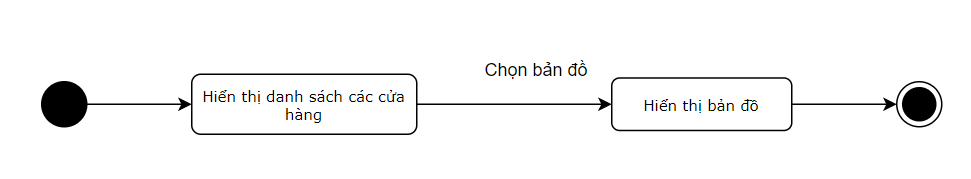 Chọn bản đồ
Hiển thị danh sách các cửa
hàng
Hiển thị bản đồ